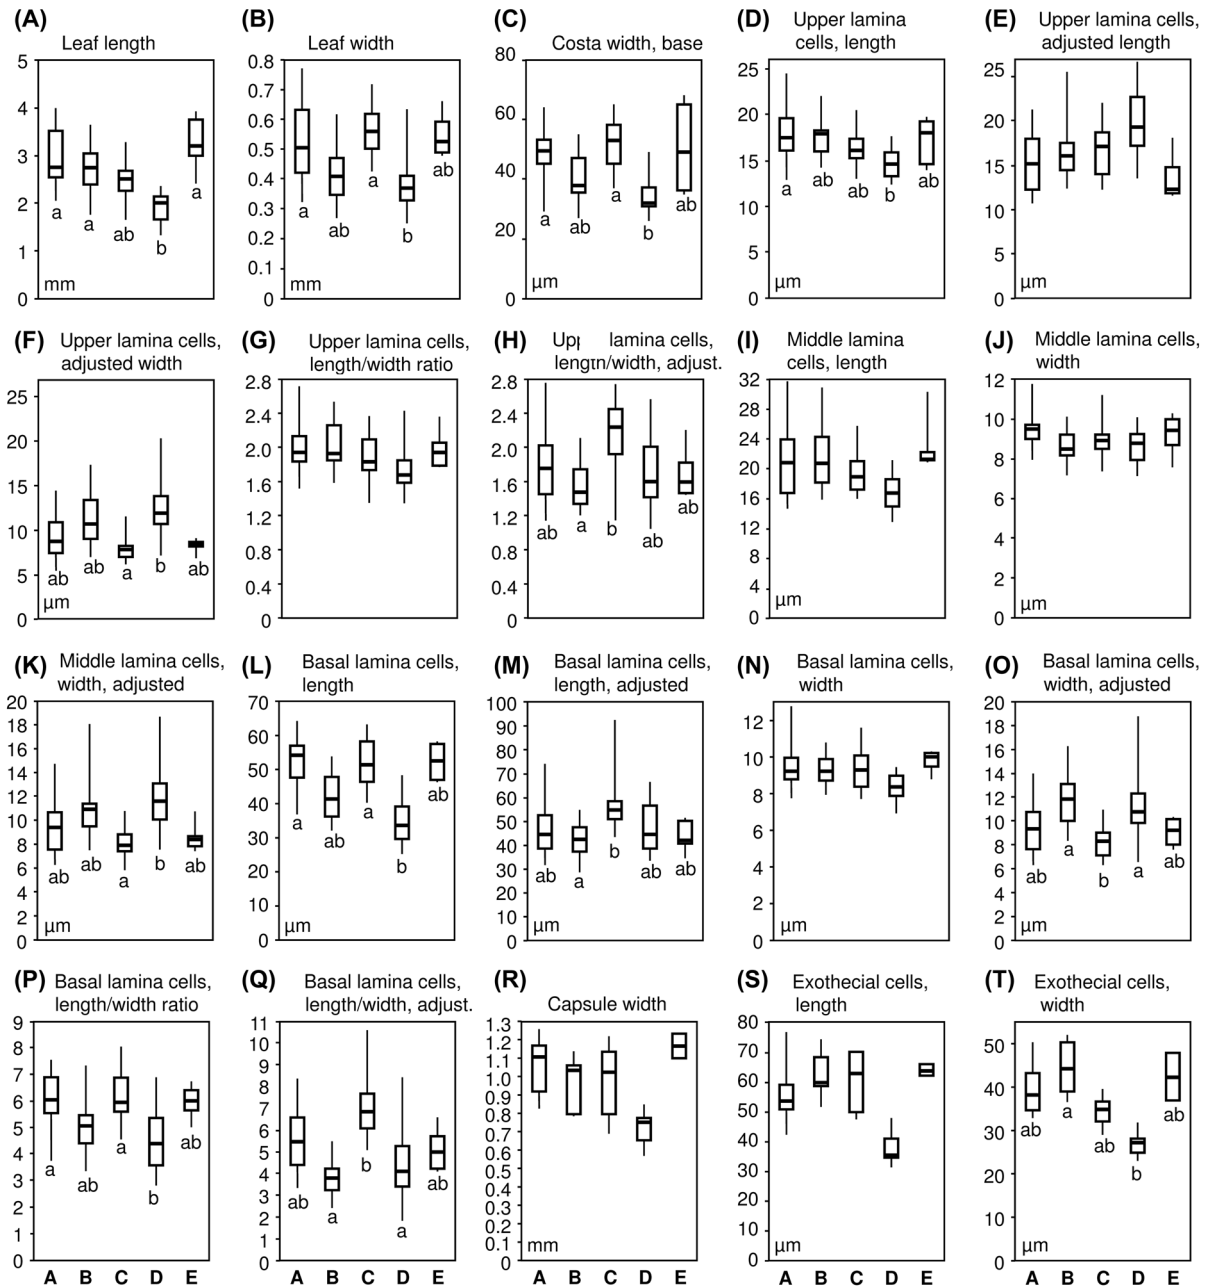 (A) Leaf length
5
4
3
2
1
0
a a ab b a
mm
(B) Leaf width
0.8
0.7
0.6
0.5
0.4
0.3
0.2
0.1
0
a ab a b ab
mm
(C) Costa width, base
80
60
40
20
0
a ab a b ab
µm
(D) Upper lamina
cells, length
25
20
15
10
5
0
a ab ab b ab
µm
(E) Upper lamina cells,
adjusted length
25
20
15
10
5
0
µm
(F) Upper lamina cells,
adjusted width
25
20
15
10
5
0
ab ab a b ab
µm
(G) Upper lamina cells,
length/width ratio
2.8
2.4
2.0
1.6
1.2
0.8
0.4
0
(H) lamina cells,
length/width, adjust.
2.8
2.4
2.0
1.6
1.2
0.8
0.4
0
ab a b ab ab
(I) Middle lamina
cells, length
32
28
24
20
16
12
8
4
0
µm
(J) Middle lamina cells,
width
12
10
8
6
4
2
0
µm
(K) Middle lamina cells,
width, adjusted
20
18
16
14
12
10
8
6
4
2
0
ab ab a b ab
µm
(L) Basal lamina cells,
length
70
60
50
40
30
20
10
0
a ab a b ab
µm
(M) Basal lamina cells,
length, adjusted
100
90
80
70
60
50
40
30
20
10
0
ab a b ab ab
µm
(N) Basal lamina cells,
width
12
10
8
6
4
2
0
µm
(O) Basal lamina cells,
width, adjusted
20
18
16
14
12
10
8
6
4
2
0
ab a b a ab
µm
(P) Basal lamina cells,
length/width ratio
9
8
7
6
5
4
3
2
1
0
a ab a b ab
A B C D E
(Q) Basal lamina cells,
length/width, adjust.
11
10
9
8
7
6
5
4
3
2
1
0
ab a b a ab
A B C D E
(R) Capsule width
1.3
1.2
1.1
1.0
0.9
0.8
0.7
0.6
0.5
0.4
0.3
0.2
0.1
0
mm
A B C D E
(S) Exothecial cells,
length
80
70
60
50
40
30
20
10
0
µm
A B C D E
(T) Exothecial cells,
width
50
40
30
20
10
0
ab a ab b ab
µm
A B C D E